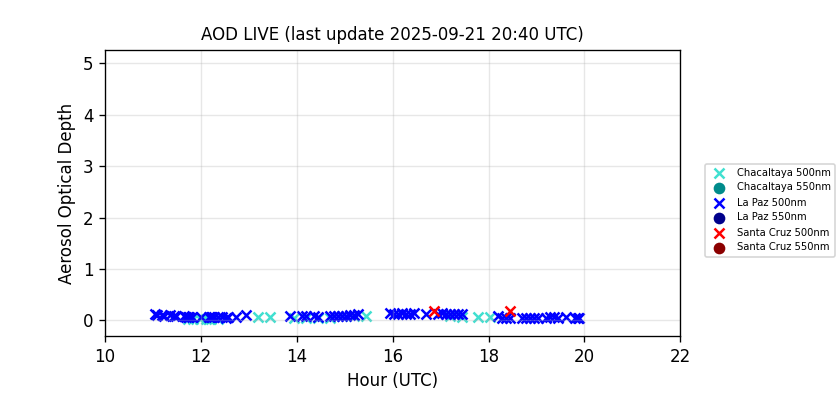 AOD LIVE (last update 2025-09-21 20:40 UTC)
Aerosol Optical Depth
5
4
3
2
1
0
10 12 14 16 18 20 22
Hour (UTC)
Chacaltaya 500nm
Chacaltaya 550nm
La Paz 500nm
La Paz 550nm
Santa Cruz 500nm
Santa Cruz 550nm